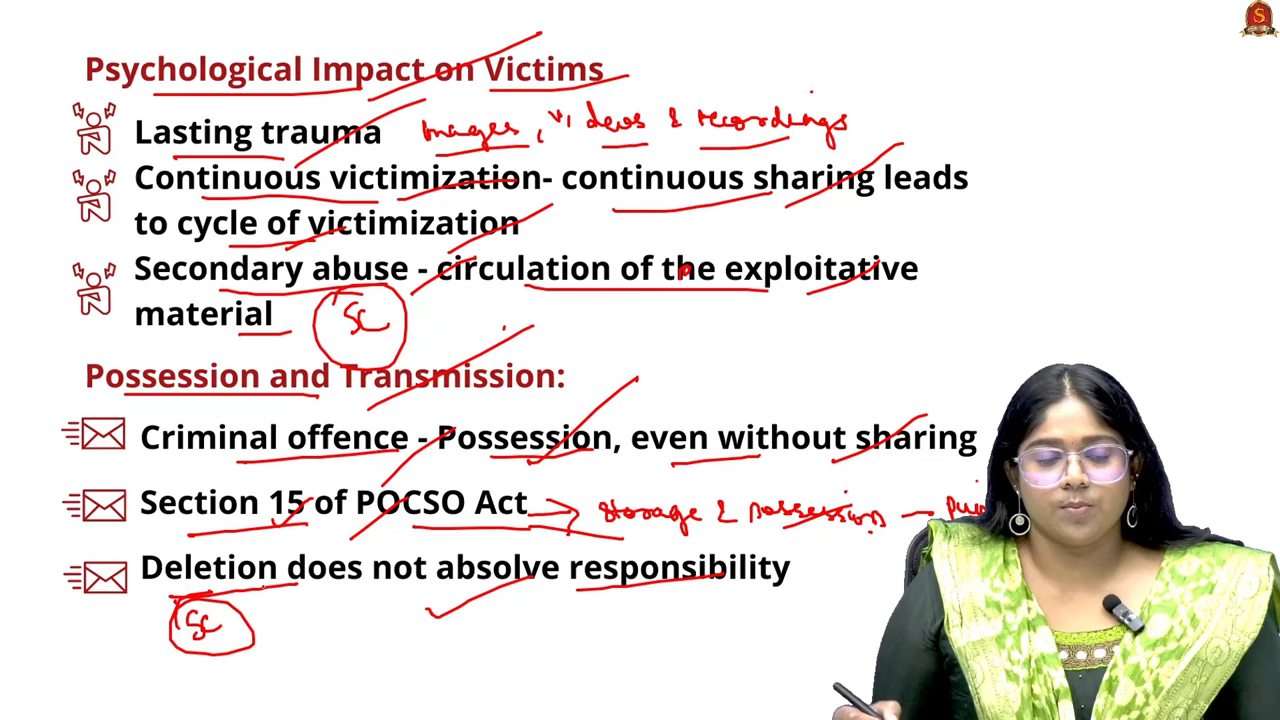 Psychological Impact on Victims
Lasting trauma Images, videos & recordings
Continuous victimization- continuous sharing leads
to cycle of victimization
Secondary abuse - circulation of the exploitative
material SC
Possession and Transmission:
Criminal offence - Possession, even without sharing
Section 15 of POCSO Act → storage & possession —
Deletion does not absolve responsibility
SC